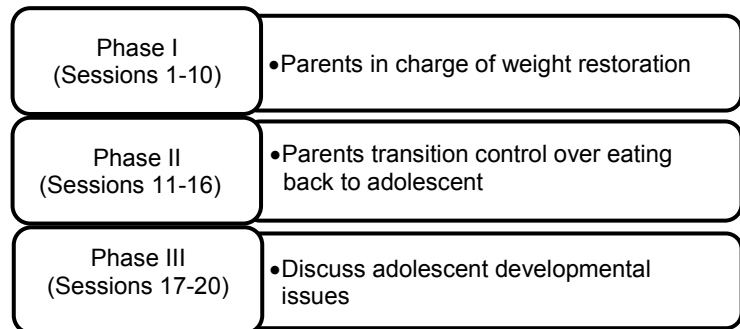 Phase I
(Sessions 1-10)
•Parents in charge of weight restoration
Phase II
(Sessions 11-16)
•Parents transition control over eating
back to adolescent
Phase III
(Sessions 17-20)
•Discuss adolescent developmental
issues